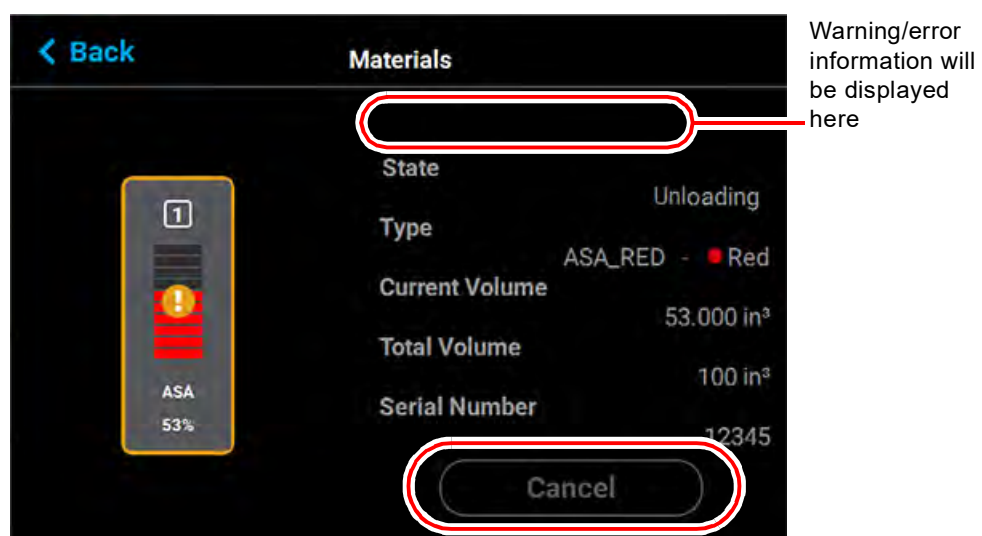 Back
Materials
Warning/error
information will
be displayed
here
State
Unloading
Type
ASA_RED - Red
Current Volume
53.000 in³
Total Volume
100 in³
Serial Number
12345
1
!
ASA
53%
Cancel